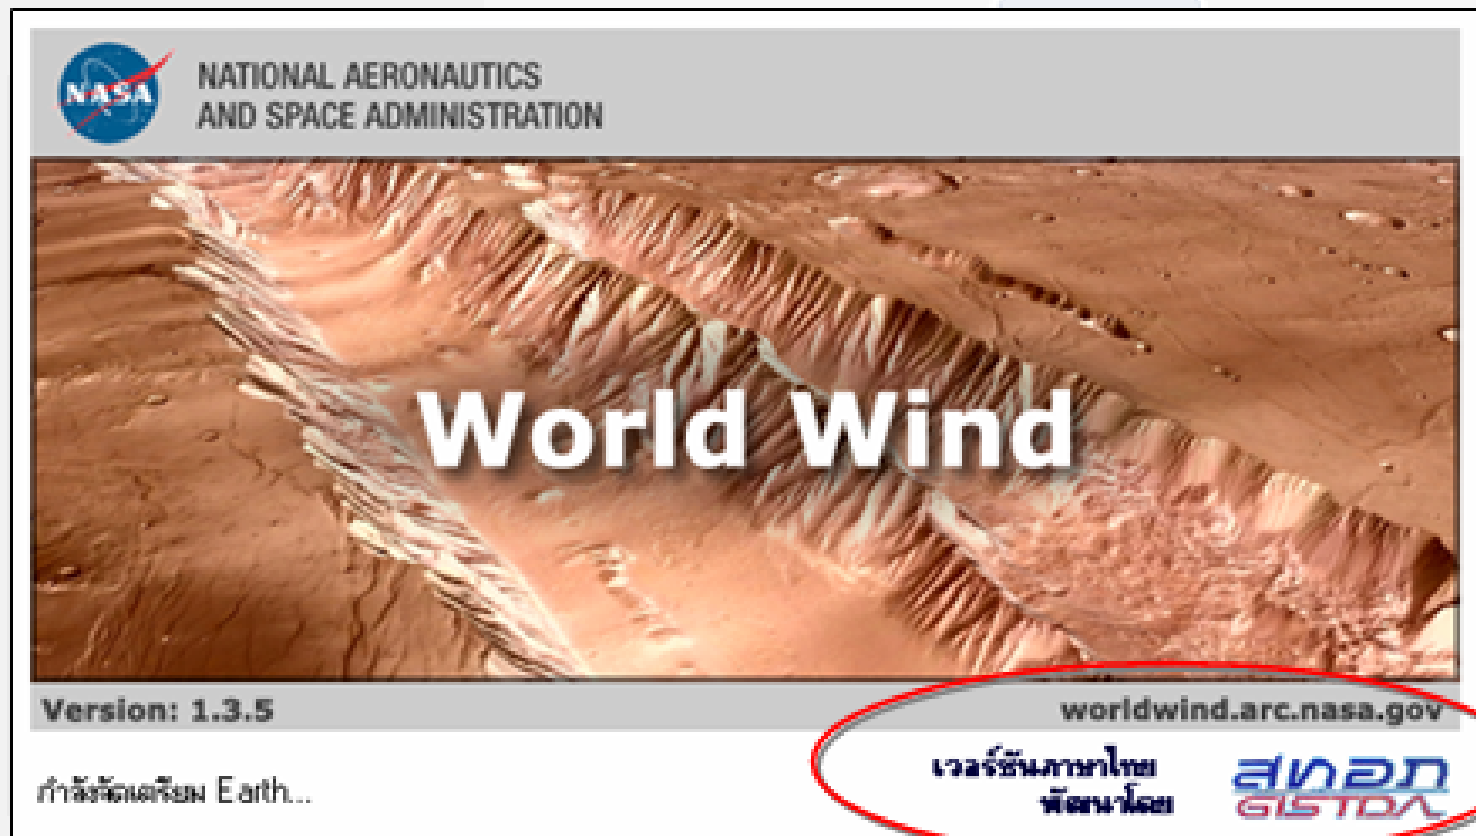 NASA
NATIONAL AERONAUTICS
AND SPACE ADMINISTRATION
World Wind
Version: 1.3.5
worldwind.arc.nasa.gov
กำลังจัดเตรียม Earth...
เวอร์ชันภาษาไทย
พัฒนาโดย
สทอภ
GISTDA